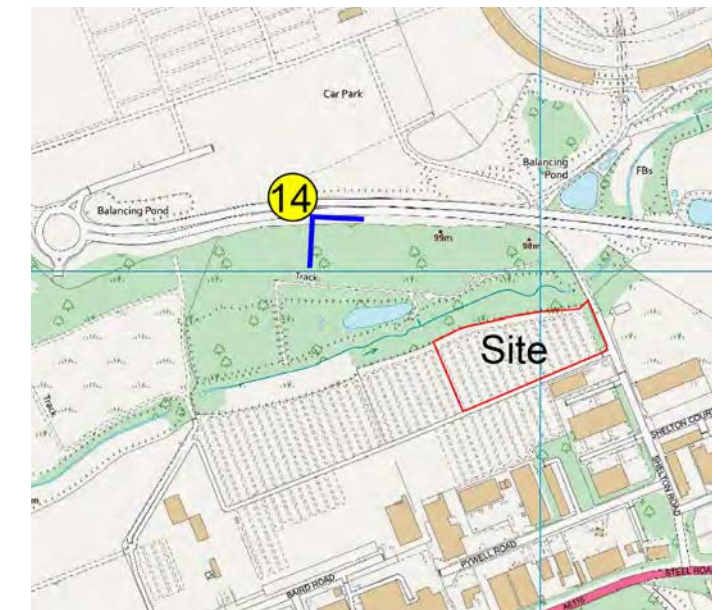 Car Park
Balancing
Pond
FBs
14
Balancing Pond
99m
98m
Track
Site
Track
SHELTON COURT
SHELTON ROAD
m
PYWELL ROAD
STEEL ROAD
BAIRD ROAD
A6116